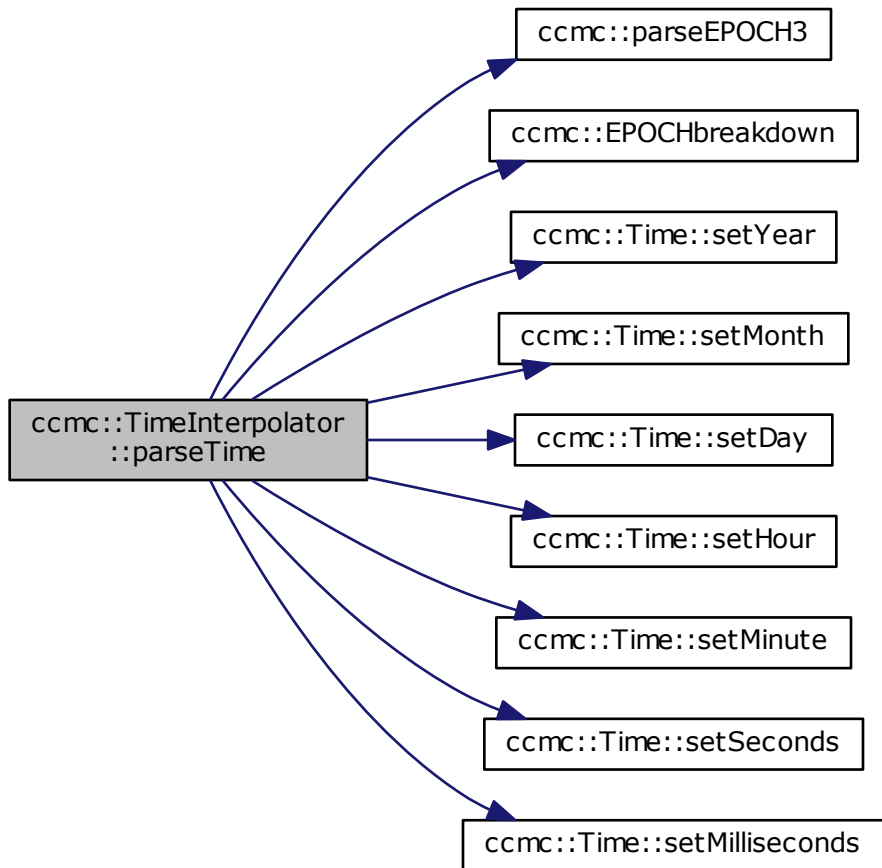 ccmc::parseEPOCH3
ccmc::EPOCHbreakdown
ccmc::Time::setYear
ccmc::Time::setMonth
ccmc::TimeInterpolator
::parseTime
ccmc::Time::setDay
ccmc::Time::setHour
ccmc::Time::setMinute
ccmc::Time::setSeconds
ccmc::Time::setMilliseconds